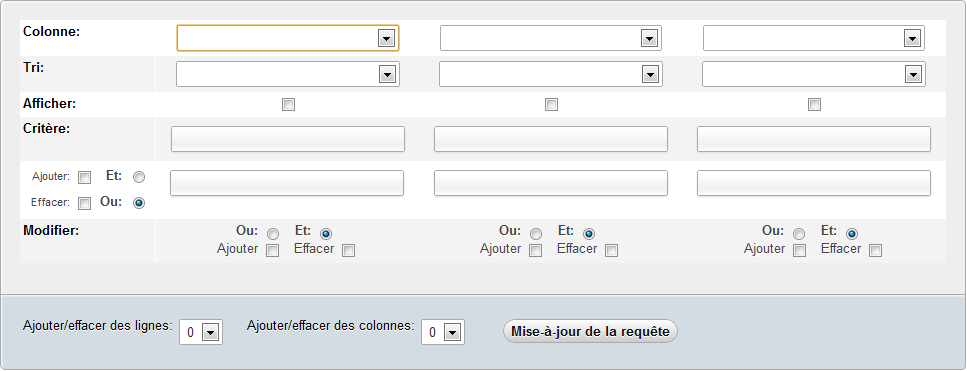 Colonne:
Tri:
Afficher:
Critère:
Ajouter: Et:
Effacer: Ou:
Modifier: Ou: Et: Ou: Et: Ou: Et:
Ajouter Effacer Ajouter Effacer Ajouter Effacer
Ajouter/effacer des lignes: 0 Ajouter/effacer des colonnes: 0 Mise-à-jour de la requête